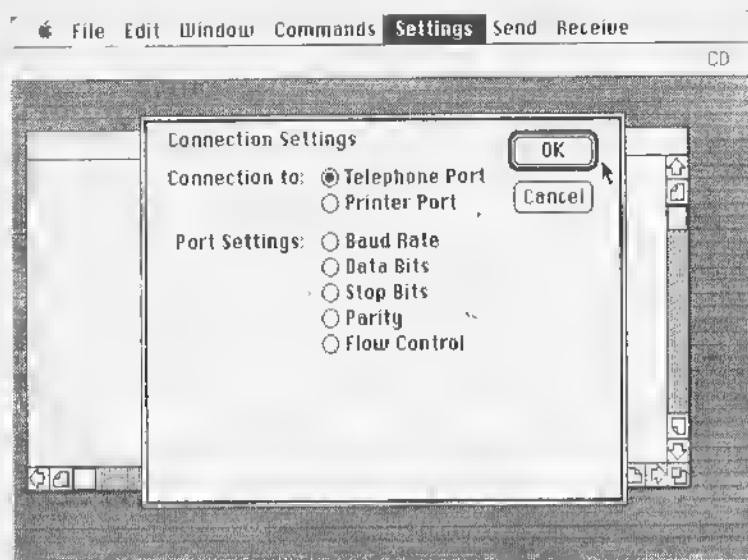 File Edit Window Commands Settings Send Receive
CD
Connection Settings
OK
Connection to: Telephone Port
Printer Port
Cancel
Port Settings: Baud Rate
Data Bits
Stop Bits
Parity
Flow Control